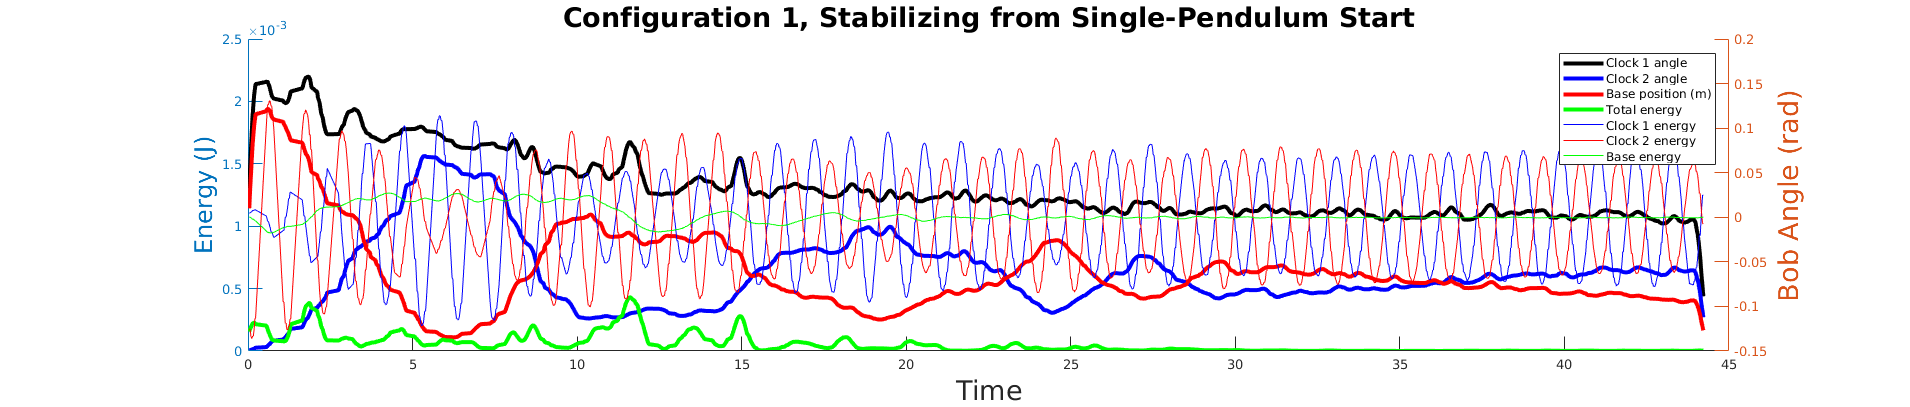 Configuration 1, Stabilizing from Single-Pendulum Start
×10⁻³
2.5
2
1.5
1
0.5
0
Energy (J)
0.2
0.15
0.1
0.05
0
-0.05
-0.1
-0.15
Bob Angle (rad)
Clock 1 angle
Clock 2 angle
Base position (m)
Total energy
Clock 1 energy
Clock 2 energy
Base energy
0 5 10 15 20 25 30 35 40 45
Time